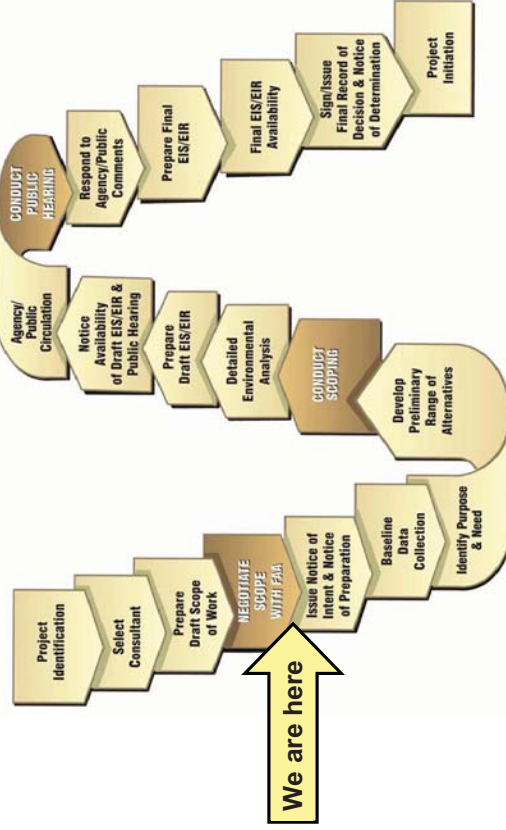 Project
Identification
Select
Consultant
Prepare
Draft Scope
of Work
NEGOTIATE
SCOPE
WITH FAA
Issue Notice of
Intent & Notice
of Preparation
Baseline
Data
Collection
Identify Purpose
& Need
Develop
Preliminary
Range of
Alternatives
CONDUCT
SCOPING
Detailed
Environmental
Analysis
Prepare
Draft EIS/EIR
Notice
Availability
of Draft EIS/EIR &
Public Hearing
Agency/
Public
Circulation
CONDUCT
PUBLIC
HEARING
Respond to
Agency/Public
Comments
Prepare Final
EIS/EIR
Final EIS/EIR
Availability
Sign/Issue
Final Record of
Decision & Notice
of Determination
Project
Initiation
We are here